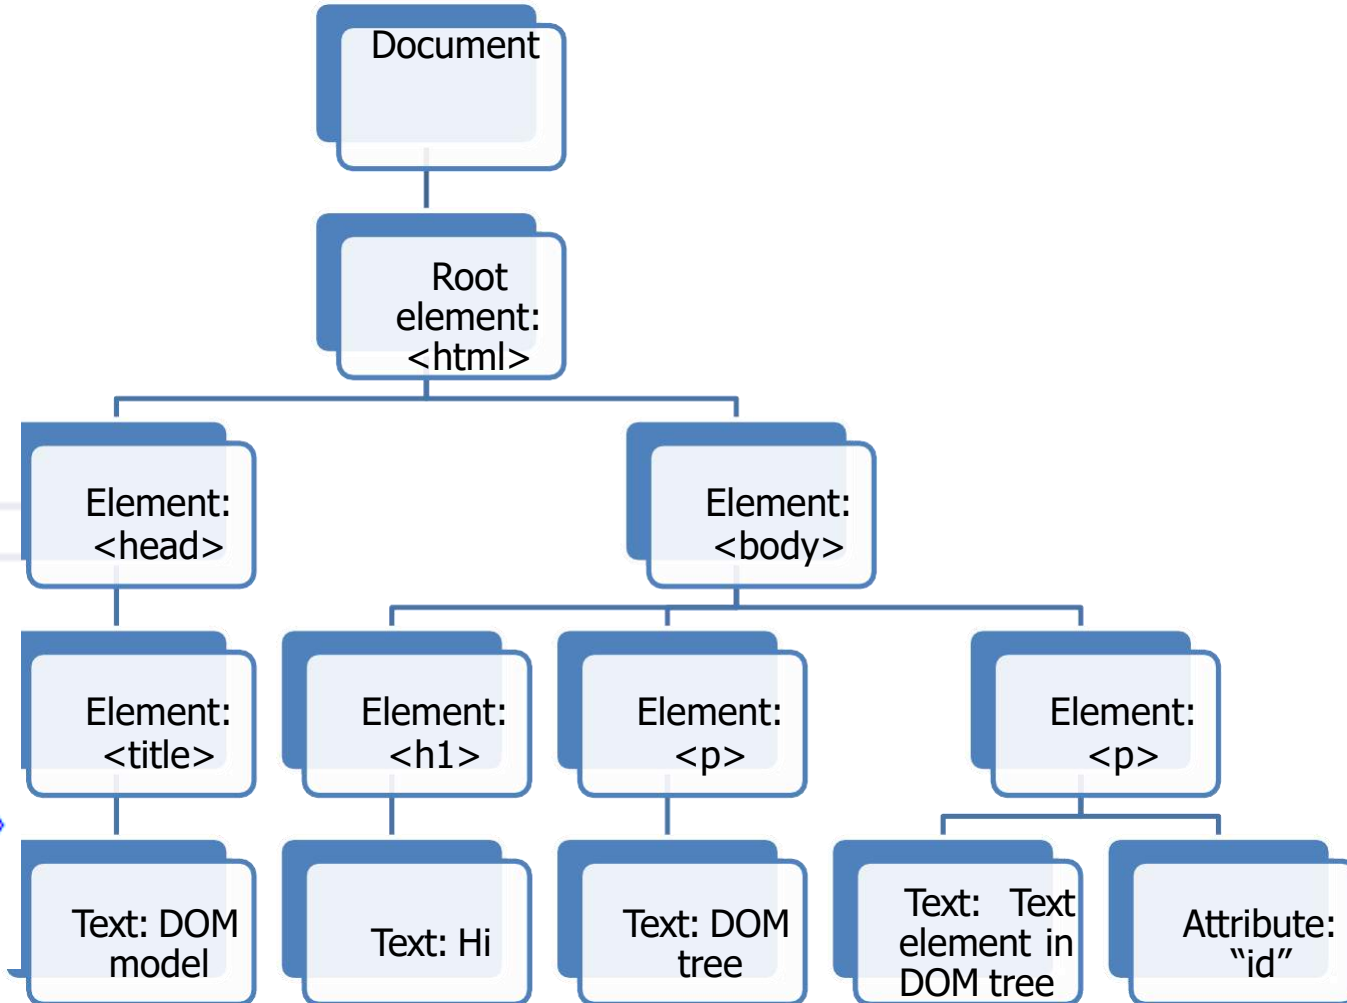 Document
Root
element:
<html>
Element:
<head>
Element:
<body>
Element:
<title>
Element:
<h1>
Element:
<p>
Element:
<p>
Text: DOM
model
Text: Hi
Text: DOM
tree
Text: Text
element in
DOM tree
Attribute:
“id”